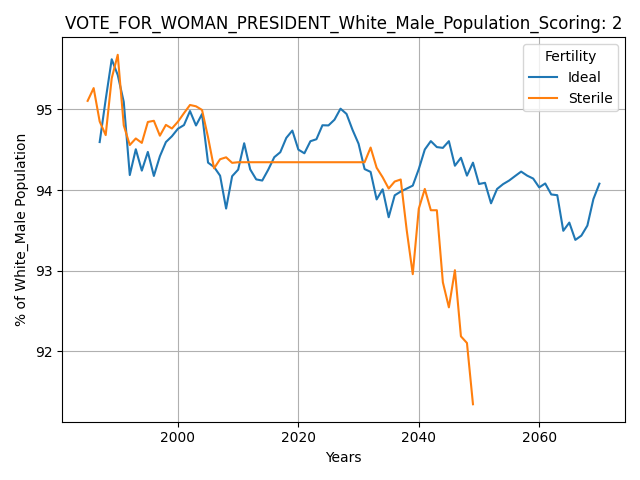 VOTE_FOR_WOMAN_PRESIDENT_White_Male_Population_Scoring: 2
Fertility
Ideal
Sterile
95
94
93
92
% of White_Male Population
2000 2020 2040 2060
Years